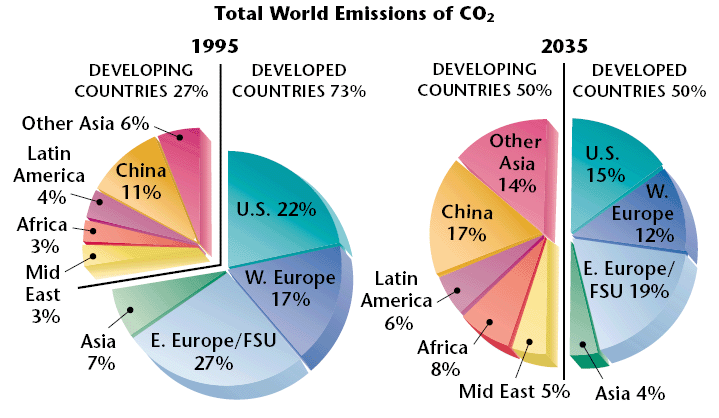 Total World Emissions of CO₂
1995
DEVELOPING
COUNTRIES 27%
DEVELOPED
COUNTRIES 73%
Other Asia 6%
Latin
America
4%
China
11%
Africa
3%
Mid
East
3%
U.S. 22%
W. Europe
17%
Asia
7%
E. Europe/FSU
27%
2035
DEVELOPING
COUNTRIES 50%
DEVELOPED
COUNTRIES 50%
Other
Asia
14%
China
17%
Latin
America
6%
Africa
8%
Mid East 5%
U.S.
15%
W.
Europe
12%
E. Europe/
FSU 19%
Asia 4%